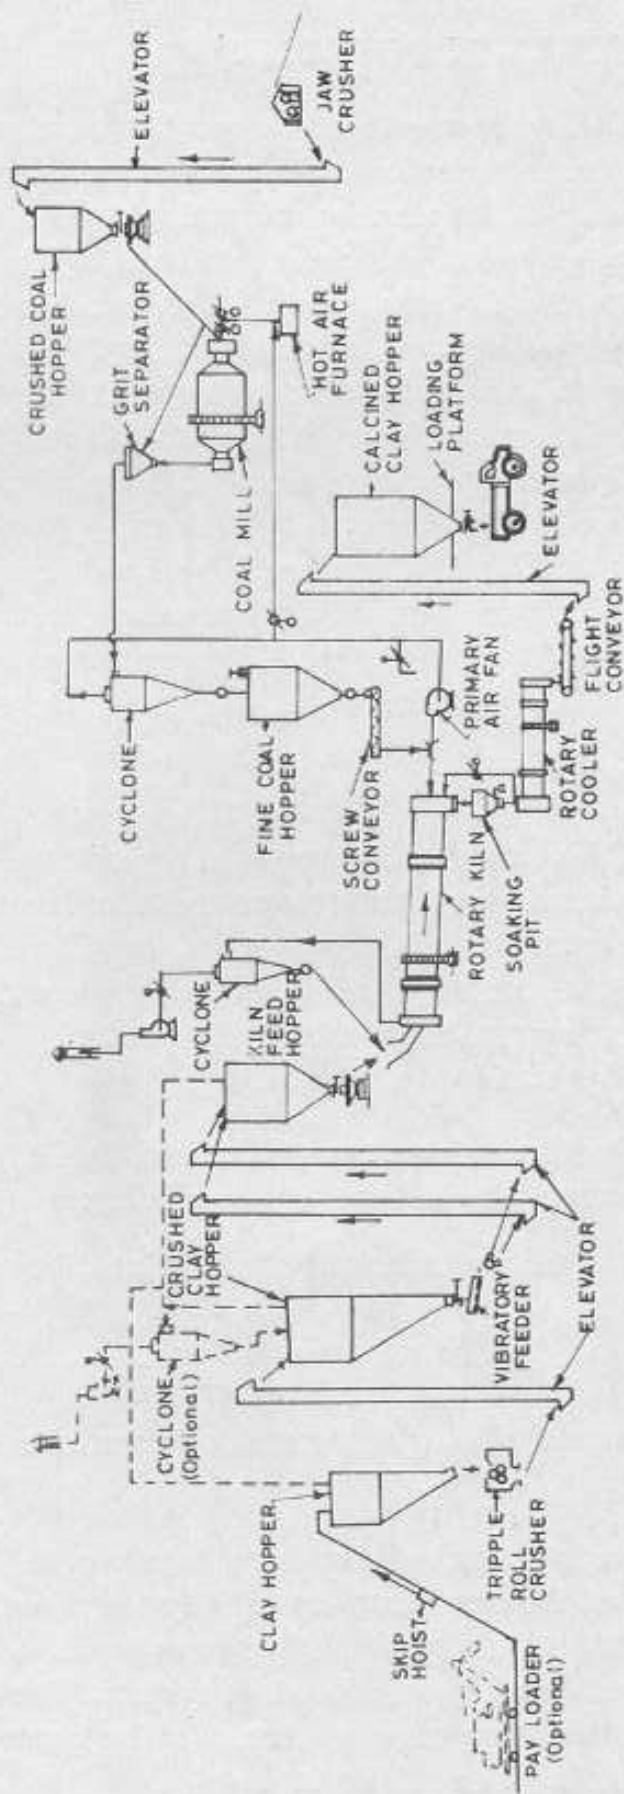 PAY LOADER
(Optional)
SKIP
HOIST
CLAY HOPPER
TRIPPLE
ROLL
CRUSHER
CYCLONE
(Optional)
CRUSHED
CLAY
HOPPER
VIBRATORY
FEEDER
ELEVATOR
CYCLONE
KILN
FEED
HOPPER
ROTARY KILN
SOAKING
PIT
ROTARY
COOLER
FLIGHT
CONVEYOR
ELEVATOR
CYCLONE
FINE COAL
HOPPER
SCREW
CONVEYOR
PRIMARY
AIR FAN
CALCINED
CLAY HOPPER
LOADING
PLATFORM
CRUSHED COAL
HOPPER
GRIT
SEPARATOR
COAL MILL
HOT AIR
FURNACE
ELEVATOR
JAW
CRUSHER